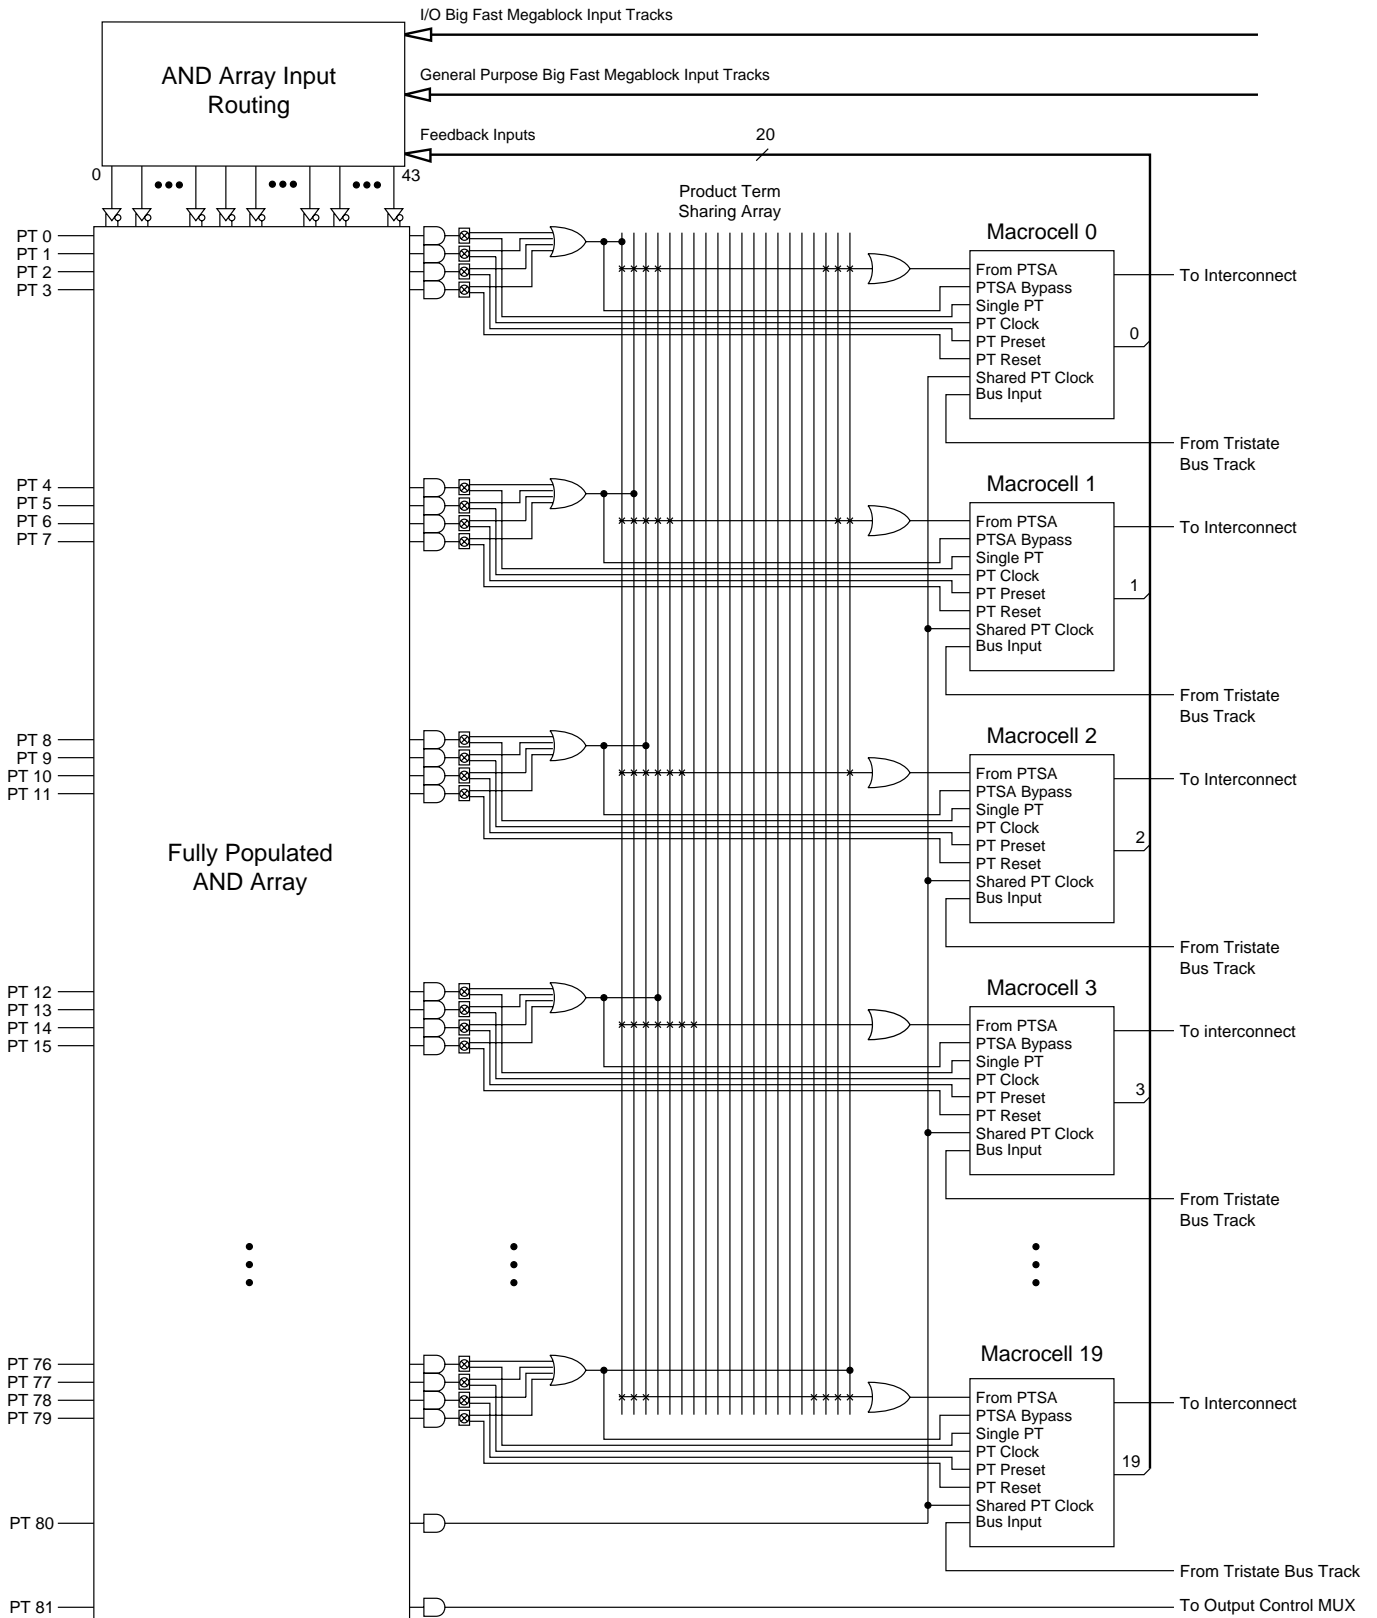 I/O Big Fast Megablock Input Tracks
AND Array Input
Routing
General Purpose Big Fast Megablock Input Tracks
Feedback Inputs
20
0
43
Product Term
Sharing Array
PT 0
PT 1
PT 2
PT 3
Macrocell 0
From PTSA
PTSA Bypass
Single PT
PT Clock
PT Preset
PT Reset
Shared PT Clock
Bus Input
To Interconnect
0
From Tristate
Bus Track
PT 4
PT 5
PT 6
PT 7
Macrocell 1
From PTSA
PTSA Bypass
Single PT
PT Clock
PT Preset
PT Reset
Shared PT Clock
Bus Input
To Interconnect
1
From Tristate
Bus Track
PT 8
PT 9
PT 10
PT 11
Macrocell 2
From PTSA
PTSA Bypass
Single PT
PT Clock
PT Preset
PT Reset
Shared PT Clock
Bus Input
To Interconnect
2
From Tristate
Bus Track
Fully Populated
AND Array
PT 12
PT 13
PT 14
PT 15
Macrocell 3
From PTSA
PTSA Bypass
Single PT
PT Clock
PT Preset
PT Reset
Shared PT Clock
Bus Input
To interconnect
3
From Tristate
Bus Track
PT 76
PT 77
PT 78
PT 79
Macrocell 19
From PTSA
PTSA Bypass
Single PT
PT Clock
PT Preset
PT Reset
Shared PT Clock
Bus Input
To Interconnect
19
PT 80
From Tristate Bus Track
PT 81
To Output Control MUX